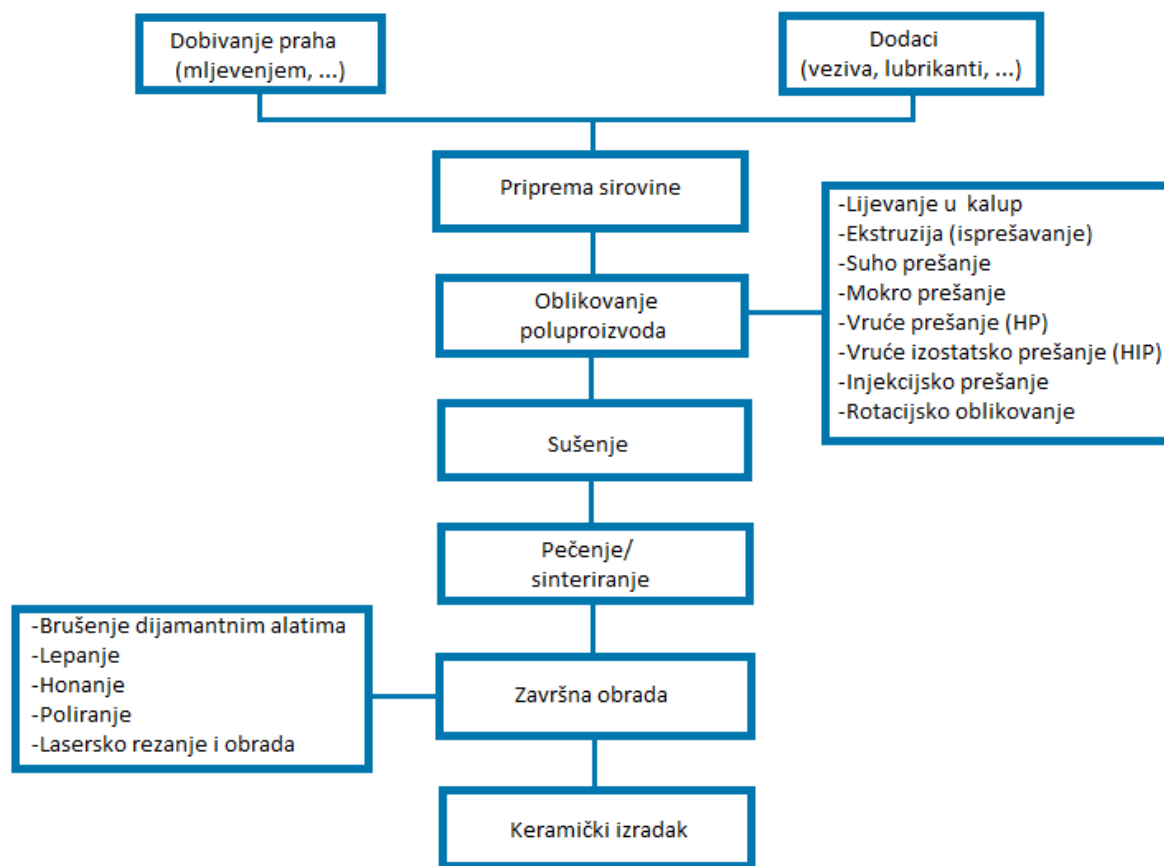 Dobivanje praha
(mljevenjem, ...)
Dodaci
(veziva, lubrikanti, ...)
Priprema sirovine
Oblikovanje
poluproizvoda
-Lijevanje u kalup
-Ekstruzija (isprešavanje)
-Suho prešanje
-Mokro prešanje
-Vruće prešanje (HP)
-Vruće izostatsko prešanje (HIP)
-Injekcijsko prešanje
-Rotacijsko oblikovanje
Sušenje
Pečenje/
sinteriranje
-Brušenje dijamantnim alatima
-Lepanje
-Honanje
-Poliranje
-Lasersko rezanje i obrada
Završna obrada
Keramički izradak